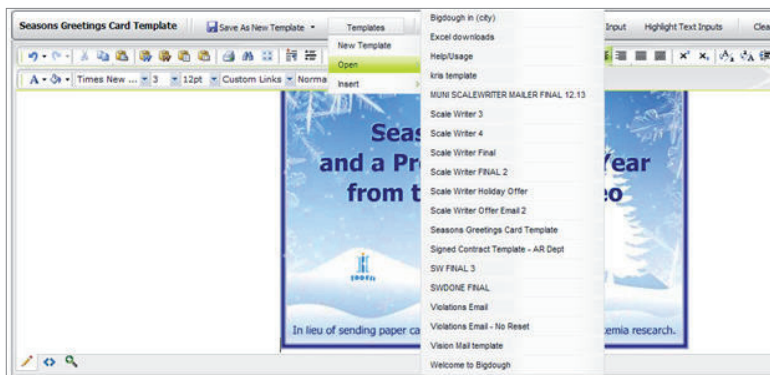 Seasons Greetings Card Template
Save As New Template
Templates
Input
Highlight Text Inputs
Clea
New Template
Open
Insert
Times New ...
3
12pt
Custom Links
Norma
Bigdough in (city)
Excel downloads
Help/Usage
kris template
MUNI SCALEWRITER MAILER FINAL 12.13
Scale Writer 3
Scale Writer 4
Scale Writer Final
Scale Writer FINAL 2
Scale Writer Holiday Offer
Scale Writer Offer Email 2
Seasons Greetings Card Template
Signed Contract Template - AR Dept
SW FINAL 3
SWDONE FINAL
Violations Email
Violations Email - No Reset
Vision Mail template
Welcome to Bigdough
Seas
and a Pr Year
from t eo
In lieu of sending paper ca temia research.